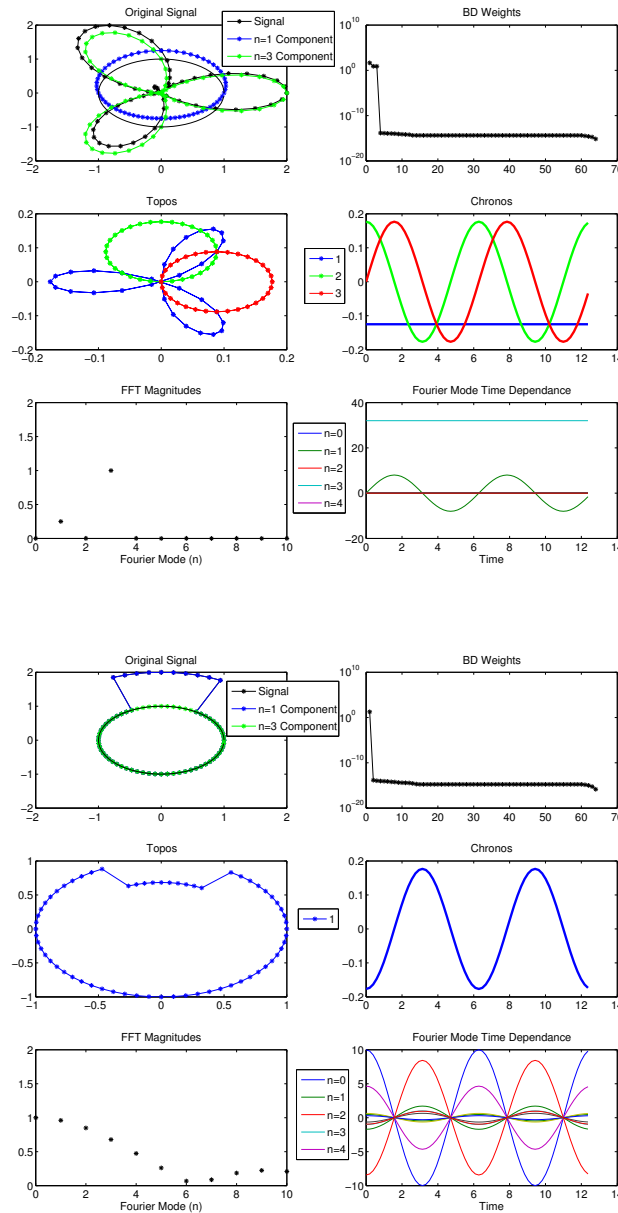 Original Signal
2
1
0
−1
−2
−2 −1 0 1 2
Signal
n=1 Component
n=3 Component
BD Weights
10^10
10^0
10^−10
10^−20
0 10 20 30 40 50 60 70
Topos
0.2
0.1
0
−0.1
−0.2
−0.2 −0.1 0 0.1 0.2
1
2
3
Chronos
0.2
0.1
0
−0.1
−0.2
0 2 4 6 8 10 12 14
FFT Magnitudes
2
1.5
1
0.5
0
0 2 4 6 8 10
Fourier Mode (n)
n=0
n=1
n=2
n=3
n=4
Fourier Mode Time Dependance
40
20
0
−20
0 2 4 6 8 10 12 14
Time
Original Signal
2
1
0
−1
−2
−2 −1 0 1 2
Signal
n=1 Component
n=3 Component
BD Weights
10^10
10^0
10^−10
10^−20
0 10 20 30 40 50 60 70
Topos
1
0.5
0
−0.5
−1
−1 −0.5 0 0.5 1
1
Chronos
0.2
0.1
0
−0.1
−0.2
0 2 4 6 8 10 12 14
FFT Magnitudes
2
1.5
1
0.5
0
0 2 4 6 8 10
Fourier Mode (n)
n=0
n=1
n=2
n=3
n=4
Fourier Mode Time Dependance
10
5
0
−5
−10
0 2 4 6 8 10 12 14
Time